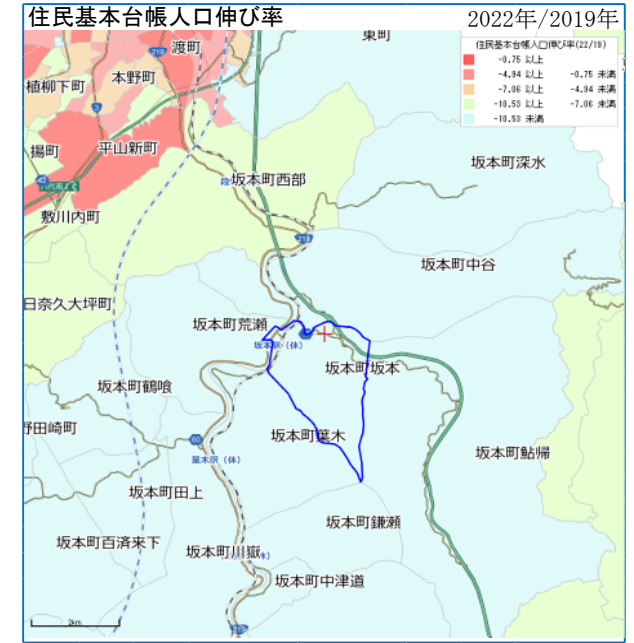 住民基本台帳人口伸び率
2022年/2019年
住民基本台帳人口伸び率(22/19)
-0.75 以上
-4.94 以上 -0.75 未満
-7.06 以上 -4.94 未満
-10.53 以上 -7.06 未満
-10.53 未満
東町
渡町
219
本野町
植柳下町
3
揚町
平山新町
42
敷川内町
段
坂本町西部
坂本町深水
219
坂本町中谷
日奈久大坪町
坂本町荒瀬
坂本駅(休)
坂本町坂本
坂本町鶴喰
野田崎町
60
坂本町葉木
葉木駅(休)
坂本町鮎帰
坂本町田上
坂本町鎌瀬
坂本町百済来下
坂本町川嶽
坂本町中津道
2km